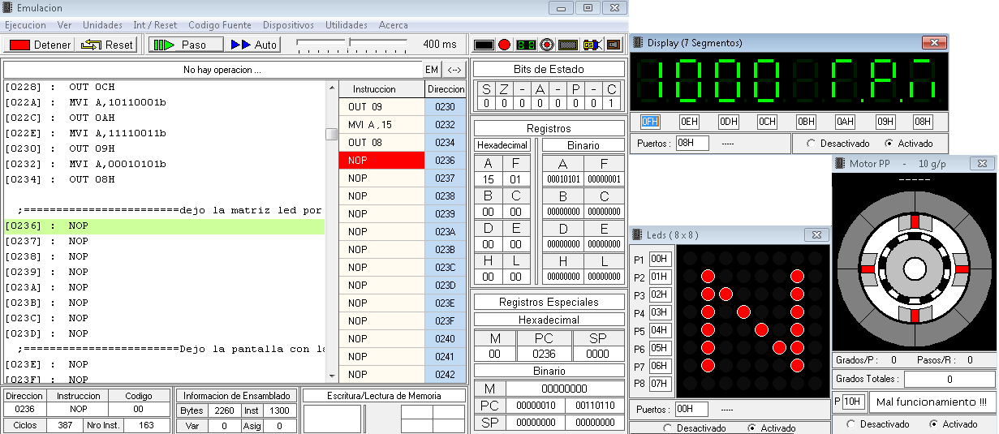 Emulacion
Ejecucion Ver Unidades Int / Reset Codigo Fuente Dispositivos Utilidades Acerca
Detener Reset Paso Auto 400 ms
No hay operacion ... EM <-->
[0228] : OUT 0CH
[022A] : MVI A,10110001b
[022C] : OUT 0AH
[022E] : MVI A,11110011b
[0230] : OUT 09H
[0232] : MVI A,00010101b
[0234] : OUT 08H
;========================dejo la matriz led por
[0236] : NOP
[0237] : NOP
[0238] : NOP
[0239] : NOP
[023A] : NOP
[023B] : NOP
[023C] : NOP
[023D] : NOP
;========================Dejo la pantalla con la
[023E] : NOP
[023F] : NOP
Instruccion Direccion
OUT 09 0230
MVI A,15 0232
OUT 08 0234
NOP 0236
NOP 0237
NOP 0238
NOP 0239
NOP 023A
NOP 023B
NOP 023C
NOP 023D
NOP 023E
NOP 023F
NOP 0240
NOP 0241
NOP 0242
Direccion Instruccion Codigo
0236 NOP 00
Ciclos 387 Nro Inst. 163
Informacion de Ensamblado
Bytes 2260 Inst 1300
Var 0 Asig 0
Escritura/Lectura de Memoria
Bits de Estado
S Z - A - P - C
0 0 0 0 0 0 0 1
Registros
Hexadecimal Binario
A F A F
15 01 00010101 00000001
B C B C
00 00 00000000 00000000
D E D E
00 00 00000000 00000000
H L H L
00 00 00000000 00000000
Registros Especiales
Hexadecimal
M PC SP
00 0236 0000
Binario
M 00000000
PC 00000010 00110110
SP 00000000 00000000
Display (7 Segmentos)
1000 r.P.n
0FH 0EH 0DH 0CH 0BH 0AH 09H 08H
Puertos : 08H ----- Desactivado Activado
Leds ( 8 x 8 )
P1 00H
P2 01H
P3 02H
P4 03H
P5 04H
P6 05H
P7 06H
P8 07H
N
Puertos : 00H -----
Desactivado Activado
Motor PP - 10 g/p
-----
Grados/P : 0 Pasos/R : 0
Grados Totales : 0
P 10H Mal funcionamiento !!!
Desactivado Activado